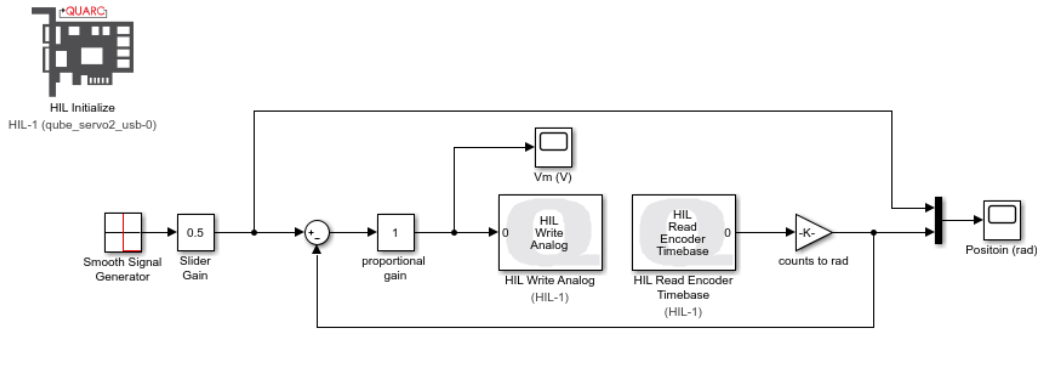 QUARC
HIL Initialize
HIL-1 (qube_servo2_usb-0)
Smooth Signal
Generator
0.5
Slider
Gain
+
−
1
proportional
gain
Vm (V)
0
HIL
Write
Analog
HIL Write Analog
(HIL-1)
HIL
Read
Encoder
Timebase
0
HIL Read Encoder
Timebase
(HIL-1)
-K-
counts to rad
Positoin (rad)